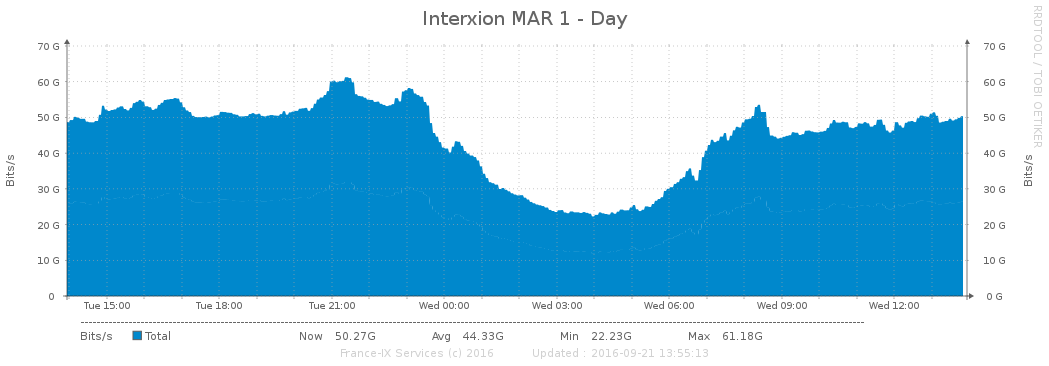 Interxion MAR 1 - Day
RRDTOOL / TOBI OETIKER
Bits/s
70 G 70 G
60 G 60 G
50 G 50 G
40 G 40 G
30 G 30 G
20 G 20 G
10 G 10 G
0 0 G
Bits/s
Tue 15:00 Tue 18:00 Tue 21:00 Wed 00:00 Wed 03:00 Wed 06:00 Wed 09:00 Wed 12:00
Bits/s Total Now 50.27G Avg 44.33G Min 22.23G Max 61.18G
France-IX Services (c) 2016 Updated : 2016-09-21 13:55:13